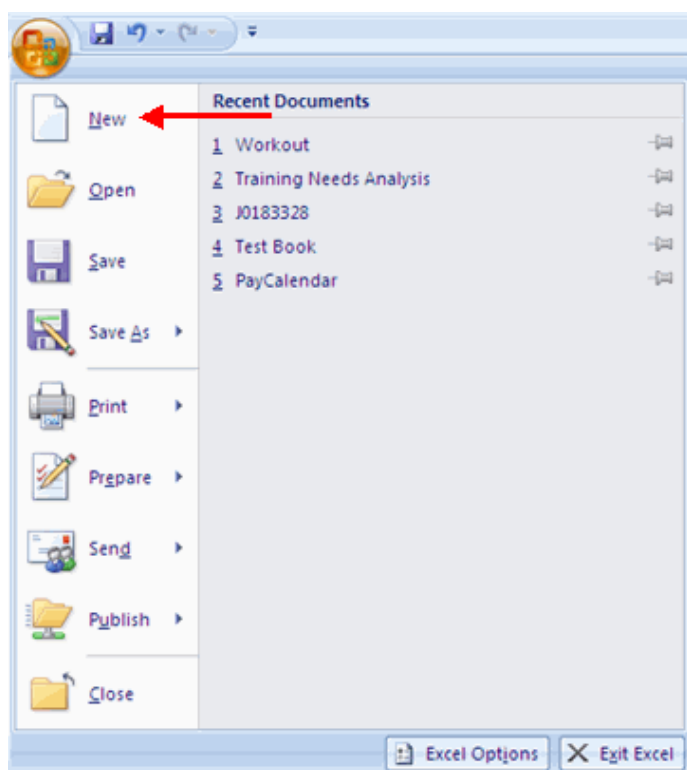 New
Open
Save
Save As
Print
Prepare
Send
Publish
Close
Recent Documents
1 Workout
2 Training Needs Analysis
3 J0183328
4 Test Book
5 PayCalendar
Excel Options
Exit Excel